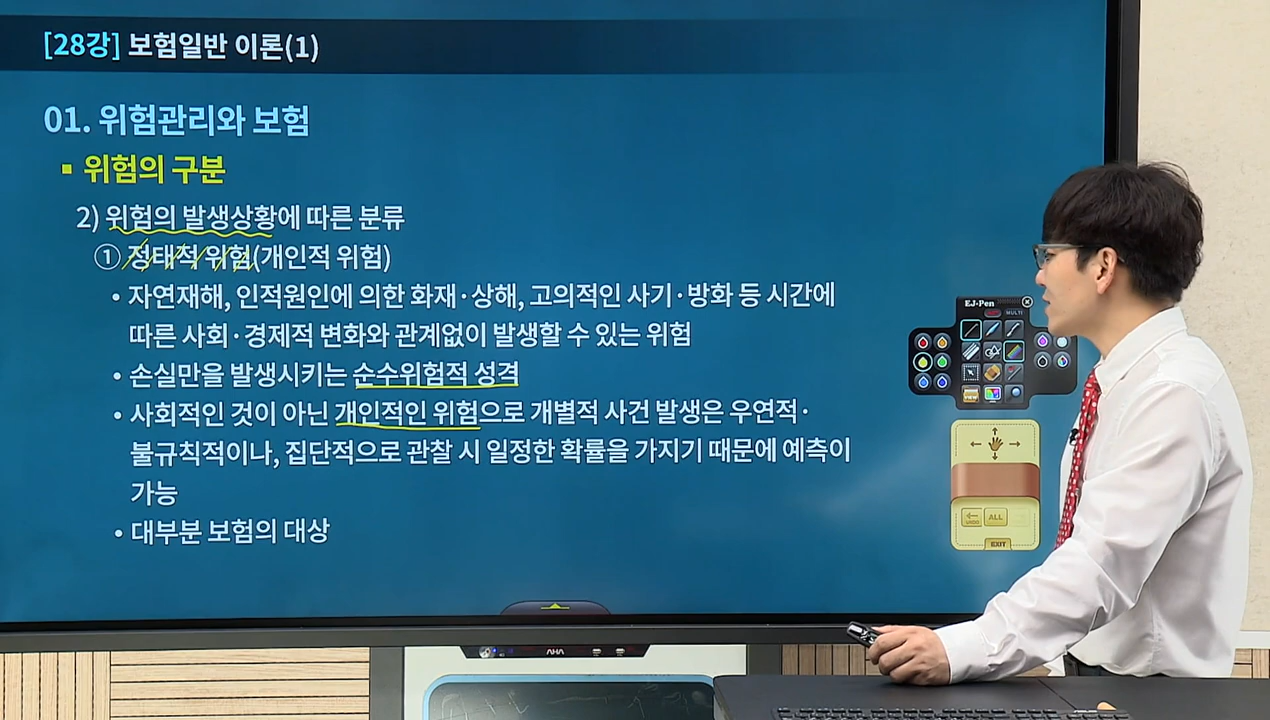 [28강] 보험일반 이론(1)
01. 위험관리와 보험
▪ 위험의 구분
2) 위험의 발생상황에 따른 분류
① 정태적 위험(개인적 위험)
• 자연재해, 인적원인에 의한 화재·상해, 고의적인 사기·방화 등 시간에
따른 사회·경제적 변화와 관계없이 발생할 수 있는 위험
• 손실만을 발생시키는 순수위험적 성격
• 사회적인 것이 아닌 개인적인 위험으로 개별적 사건 발생은 우연적·
불규칙적이나, 집단적으로 관찰 시 일정한 확률을 가지기 때문에 예측이
가능
• 대부분 보험의 대상
EJ-Pen
MULTI
VIEW
UNDO
ALL
EXIT
AHA